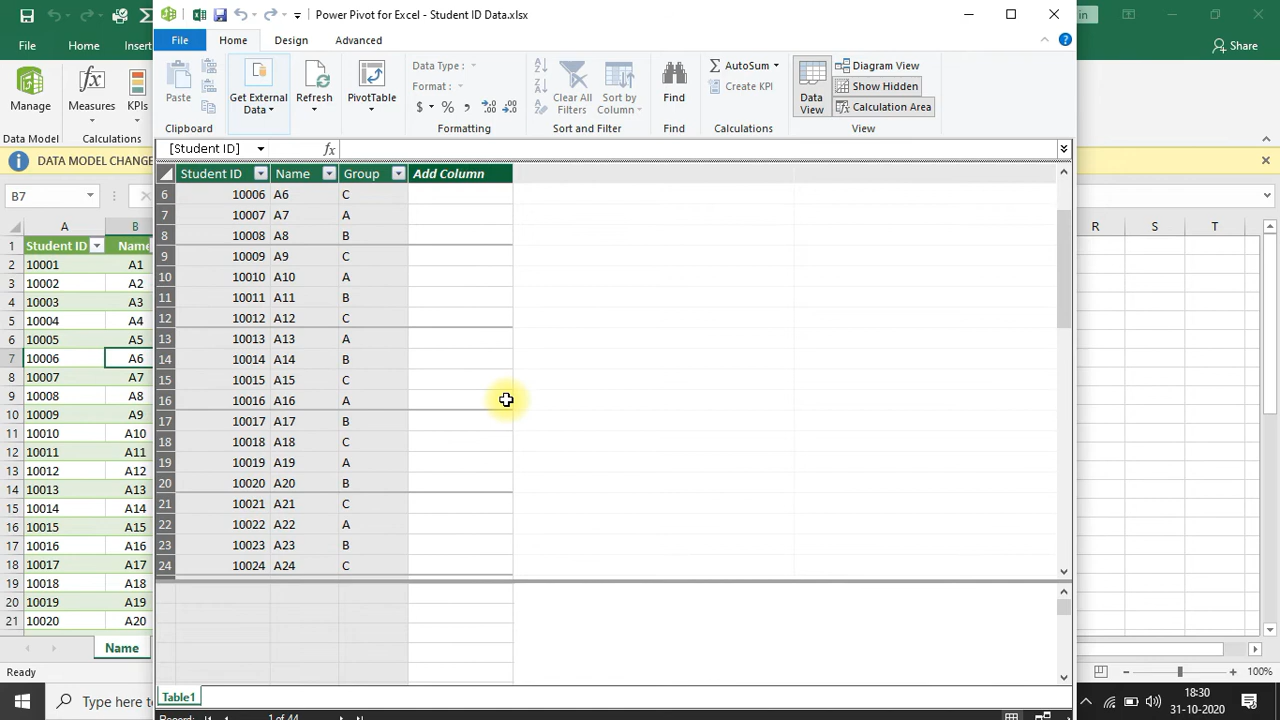 Power Pivot for Excel - Student ID Data.xlsx
in
File Home Insert
File Home Design Advanced
Share
Manage Measures KPIs
Data Model Calculations
Paste
Clipboard
Get External Data
Refresh
PivotTable
Data Type :
Format :
$ % ,
Formatting
Clear All Filters
Sort by Column
Sort and Filter
Find
Find
AutoSum
Create KPI
Calculations
Data View
Diagram View
Show Hidden
Calculation Area
View
DATA MODEL CHANGE
[Student ID] fx
B7
Student ID Name Group Add Column
6 10006 A6 C
7 10007 A7 A
8 10008 A8 B
9 10009 A9 C
10 10010 A10 A
11 10011 A11 B
12 10012 A12 C
13 10013 A13 A
14 10014 A14 B
15 10015 A15 C
16 10016 A16 A
17 10017 A17 B
18 10018 A18 C
19 10019 A19 A
20 10020 A20 B
21 10021 A21 C
22 10022 A22 A
23 10023 A23 B
24 10024 A24 C
Table1
Record: 1 of 44
A B R S T
1 Student ID Name
2 10001 A1
3 10002 A2
4 10003 A3
5 10004 A4
6 10005 A5
7 10006 A6
8 10007 A7
9 10008 A8
10 10009 A9
11 10010 A10
12 10011 A11
13 10012 A12
14 10013 A13
15 10014 A14
16 10015 A15
17 10016 A16
18 10017 A17
19 10018 A18
20 10019 A19
21 10020 A20
Name
Ready
100%
Type here to
18:30
31-10-2020